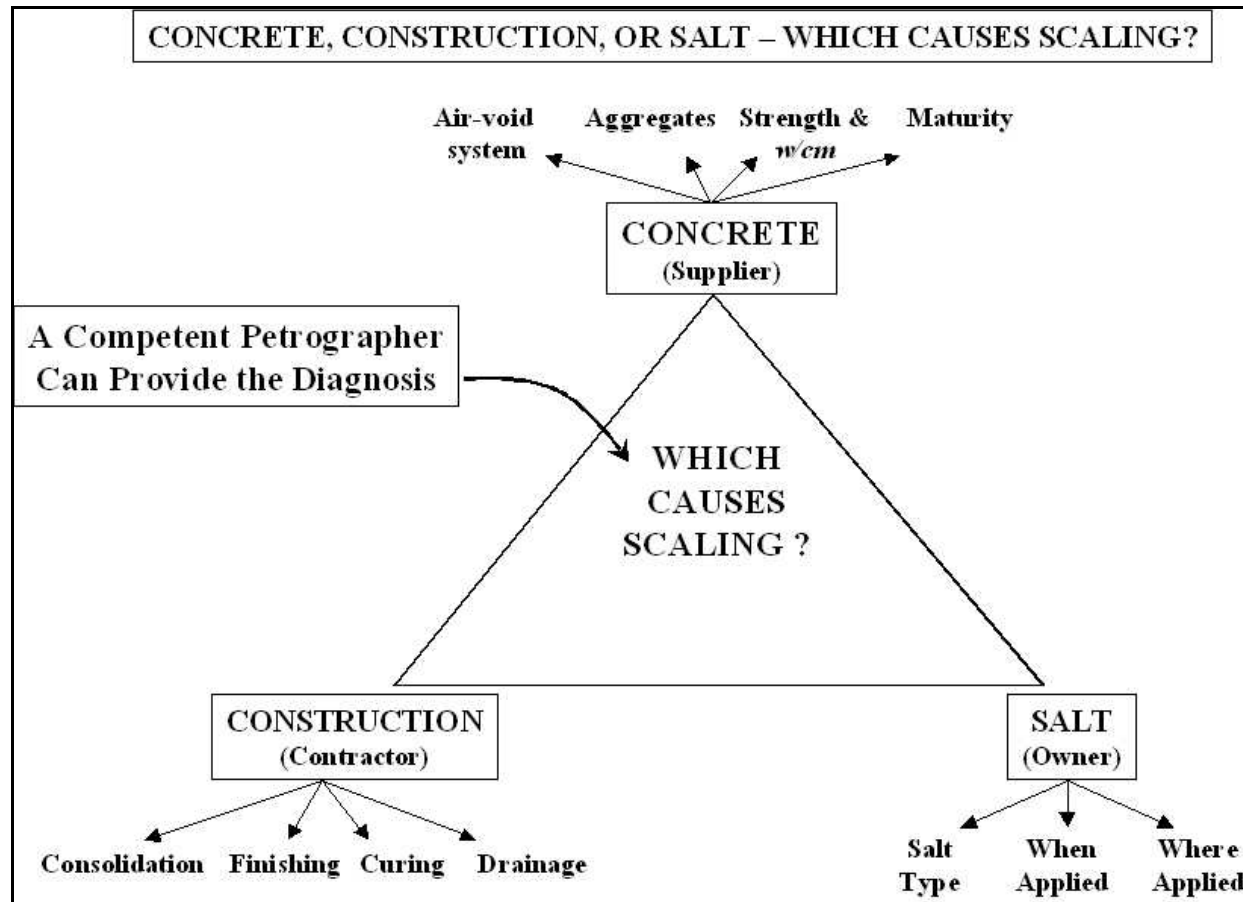 CONCRETE, CONSTRUCTION, OR SALT – WHICH CAUSES SCALING?
Air-void
system
Aggregates
Strength &
w/cm
Maturity
CONCRETE
(Supplier)
A Competent Petrographer
Can Provide the Diagnosis
WHICH
CAUSES
SCALING ?
CONSTRUCTION
(Contractor)
SALT
(Owner)
Consolidation
Finishing
Curing
Drainage
Salt
Type
When
Applied
Where
Applied